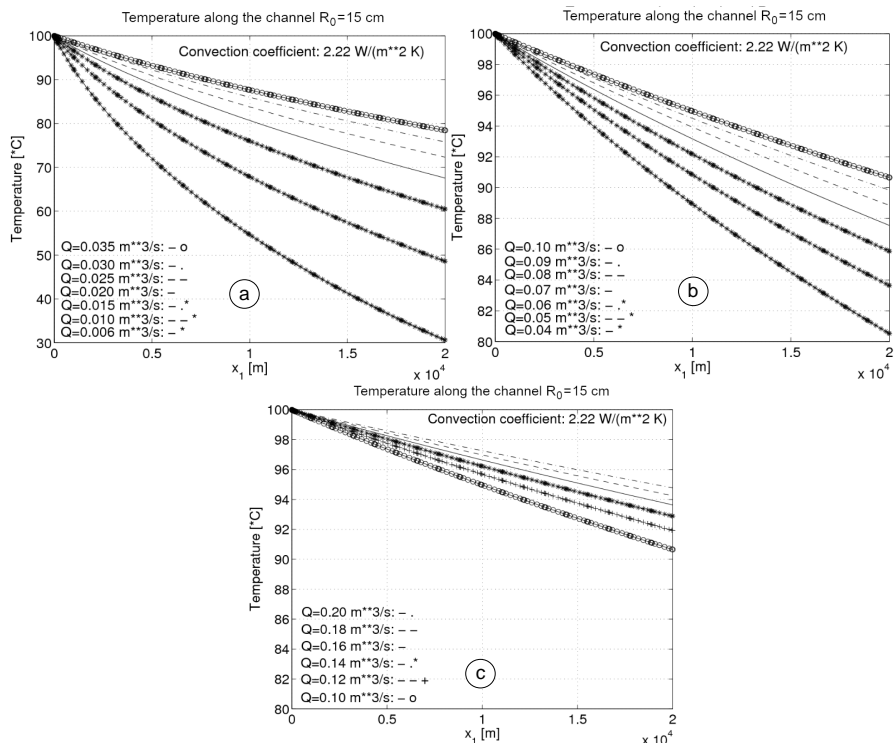 Temperature along the channel R0=15 cm
Convection coefficient: 2.22 W/(m**2 K)
100
90
80
70
60
50
40
30
Temperature [*C]
Q=0.035 m**3/s: – o
Q=0.030 m**3/s: – .
Q=0.025 m**3/s: – –
Q=0.020 m**3/s: –
Q=0.015 m**3/s: – .*
Q=0.010 m**3/s: – – *
Q=0.006 m**3/s: – *
a
0 0.5 1 1.5 2
x1 [m]
x 10^4
Temperature along the channel R0=15 cm
Convection coefficient: 2.22 W/(m**2 K)
100
98
96
94
92
90
88
86
84
82
80
Temperature [*C]
Q=0.10 m**3/s: – o
Q=0.09 m**3/s: – .
Q=0.08 m**3/s: – –
Q=0.07 m**3/s: –
Q=0.06 m**3/s: – .*
Q=0.05 m**3/s: – – *
Q=0.04 m**3/s: – *
b
0 0.5 1 1.5 2
x1 [m]
x 10^4
Temperature along the channel R0=15 cm
Convection coefficient: 2.22 W/(m**2 K)
100
98
96
94
92
90
88
86
84
82
80
Temperature [*C]
Q=0.20 m**3/s: – .
Q=0.18 m**3/s: – –
Q=0.16 m**3/s: –
Q=0.14 m**3/s: – .*
Q=0.12 m**3/s: – – +
Q=0.10 m**3/s: – o
c
0 0.5 1 1.5 2
x1 [m]
x 10^4